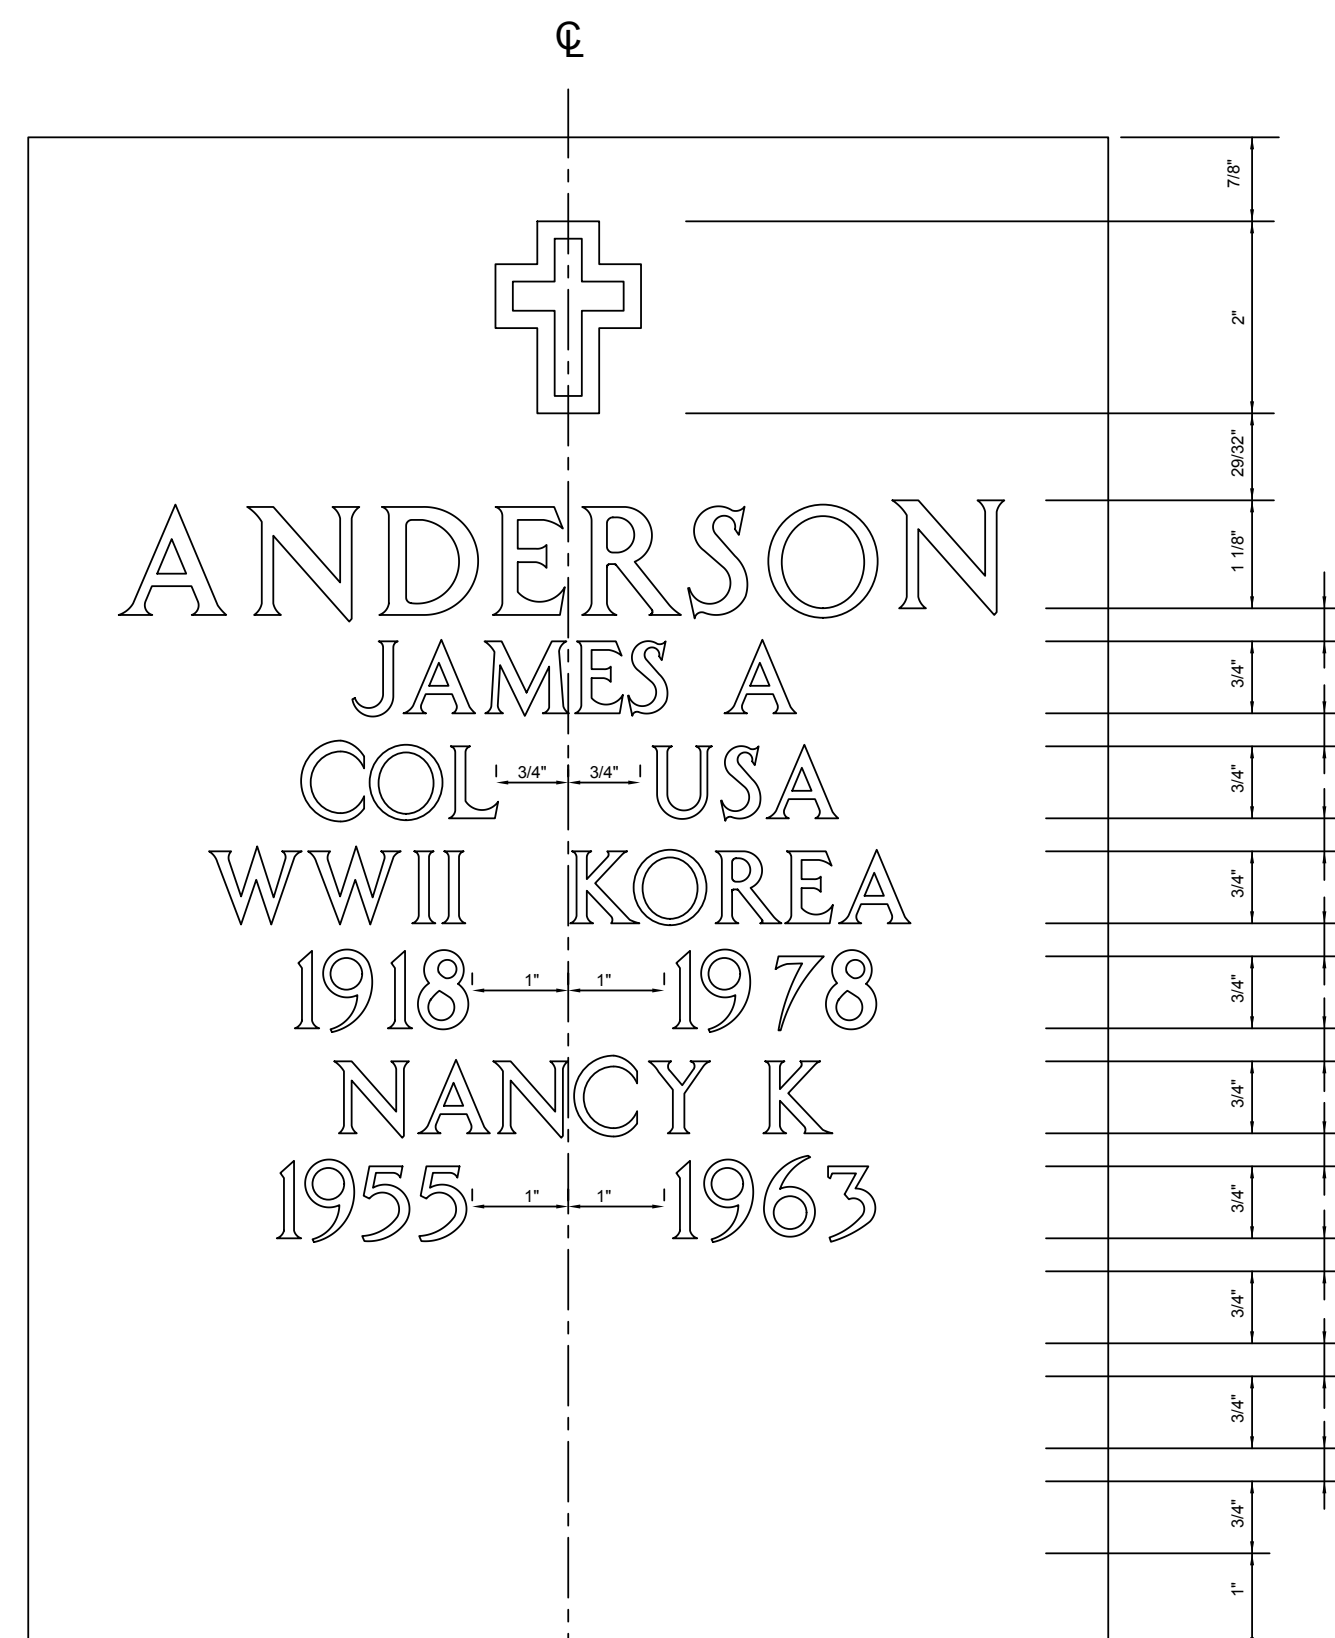 ℄
7/8"
2"
29/32"
ANDERSON
1 1/8"
JAMES A
3/4"
COL 3/4" 3/4" USA
3/4"
WWII KOREA
3/4"
1918 1" 1" 1978
3/4"
NANCY K
3/4"
1955 1" 1" 1963
3/4"
3/4"
3/4"
3/4"
1"